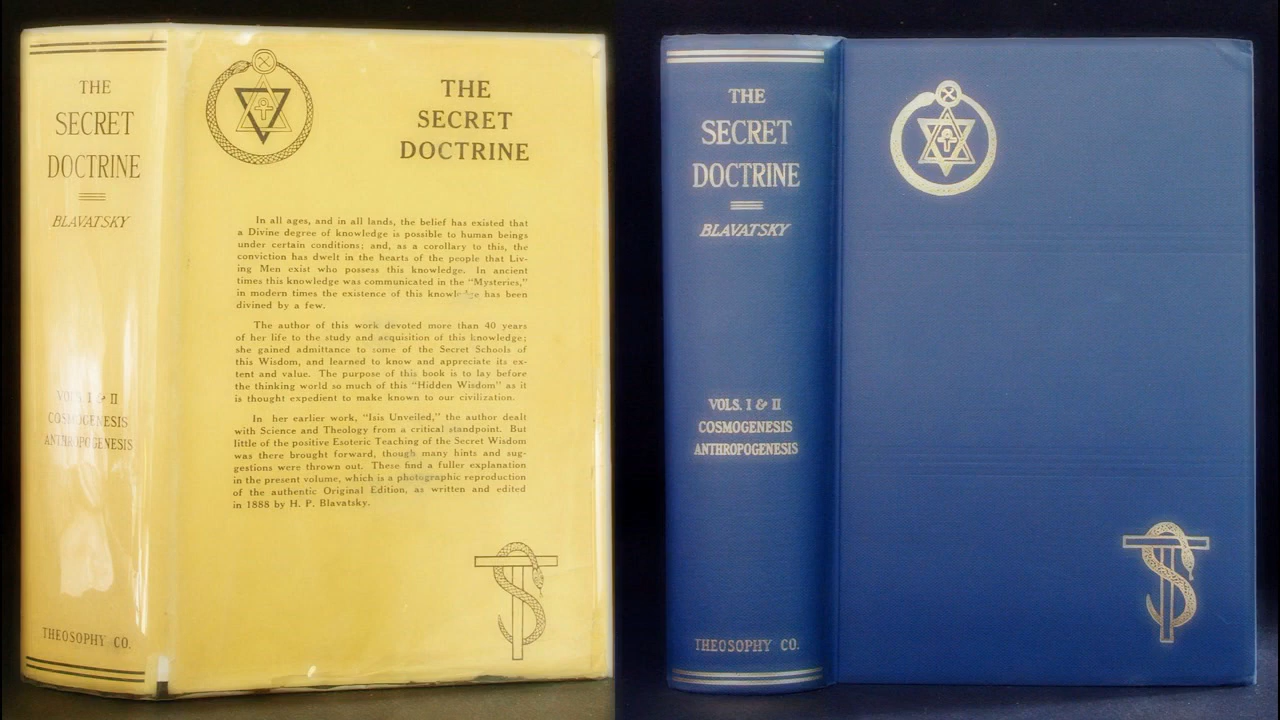 THE
SECRET
DOCTRINE
BLAVATSKY
VOLS. I & II
COSMOGENESIS
ANTHROPOGENESIS
THEOSOPHY CO.
THE
SECRET
DOCTRINE
In all ages, and in all lands, the belief has existed that
a Divine degree of knowledge is possible to human beings
under certain conditions; and, as a corollary to this, the
conviction has dwelt in the hearts of the people that Liv-
ing Men exist who possess this knowledge. In ancient
times this knowledge was communicated in the "Mysteries,"
in modern times the existence of this knowledge has been
divined by a few.
The author of this work devoted more than 40 years
of her life to the study and acquisition of this knowledge;
she gained admittance to some of the Secret Schools of
this Wisdom, and learned to know and appreciate its ex-
tent and value. The purpose of this book is to lay before
the thinking world so much of this "Hidden Wisdom" as it
is thought expedient to make known to our civilization.
In her earlier work, "Isis Unveiled," the author dealt
with Science and Theology from a critical standpoint. But
little of the positive Esoteric Teaching of the Secret Wisdom
was there brought forward, though many hints and sug-
gestions were thrown out. These find a fuller explanation
in the present volume, which is a photographic reproduction
of the authentic Original Edition, as written and edited
in 1888 by H. P. Blavatsky.
THE
SECRET
DOCTRINE
BLAVATSKY
VOLS. I & II
COSMOGENESIS
ANTHROPOGENESIS
THEOSOPHY CO.